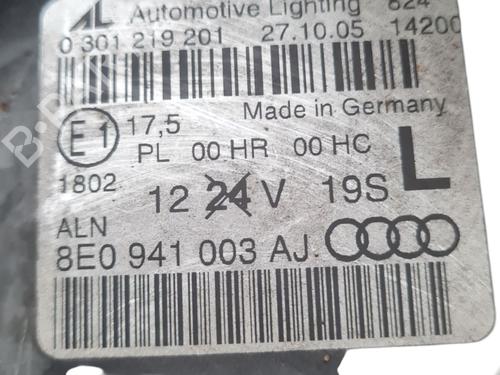 AL Automotive Lighting 824
0 301 219 201 27.10.05 14200
E1 17,5 Made in Germany
PL 00 HR 00 HC L
1802 12 24 V 19S
ALN
8E0 941 003 AJ